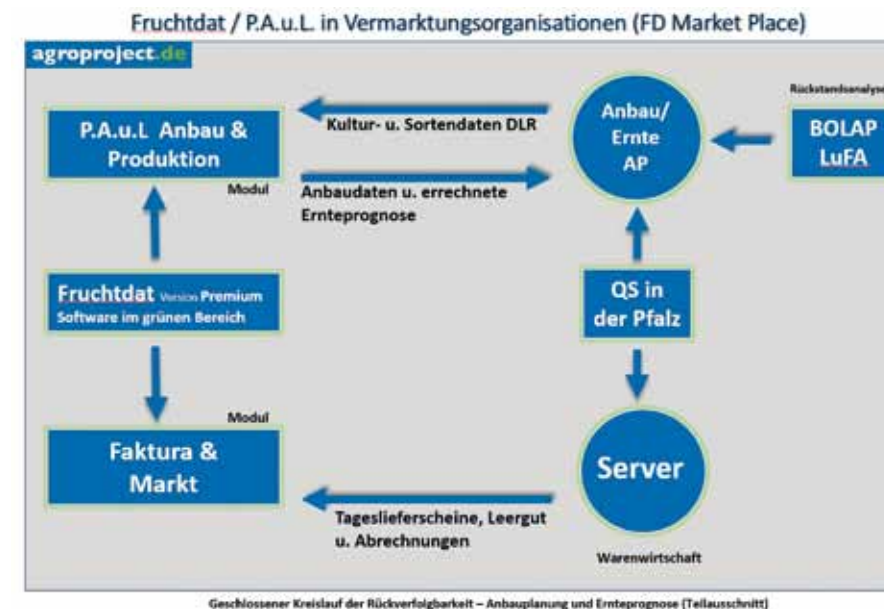 Fruchtdat / P.A.u.L. in Vermarktungsorganisationen (FD Market Place)
agroproject.de
Rückstandsanalyse
P.A.u.L Anbau &
Produktion
Modul
Kultur- u. Sortendaten DLR
Anbaudaten u. errechnete
Ernteprognose
Anbau/
Ernte
AP
BOLAP
LuFA
Fruchtdat Version Premium
Software im grünen Bereich
QS in
der Pfalz
Modul
Faktura &
Markt
Tageslieferscheine, Leergut
u. Abrechnungen
Server
Warenwirtschaft
Geschlossener Kreislauf der Rückverfolgbarkeit – Anbauplanung und Ernteprognose (Teilausschnitt)